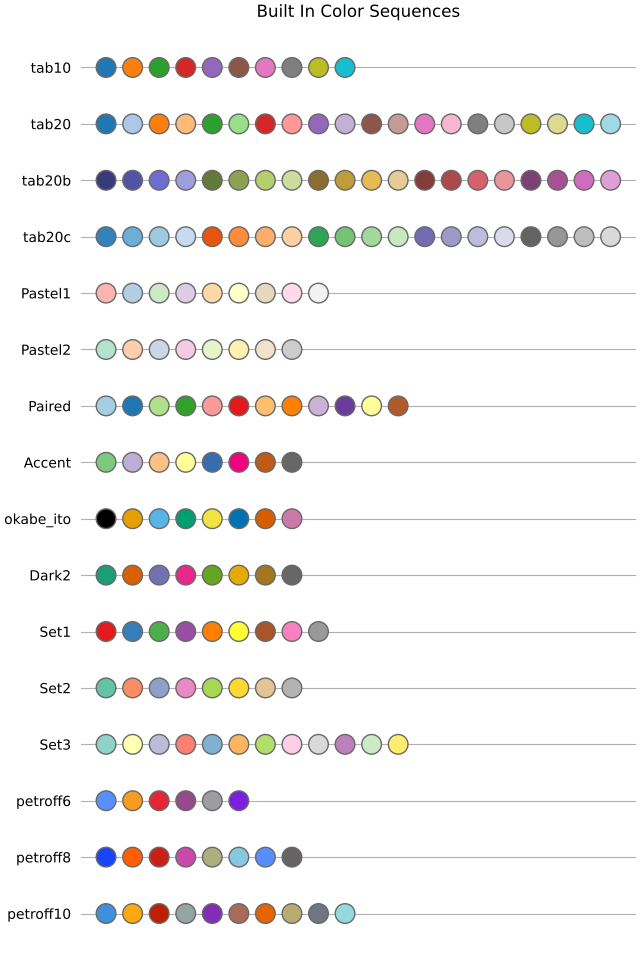 Built In Color Sequences
tab10
tab20
tab20b
tab20c
Pastel1
Pastel2
Paired
Accent
okabe_ito
Dark2
Set1
Set2
Set3
petroff6
petroff8
petroff10